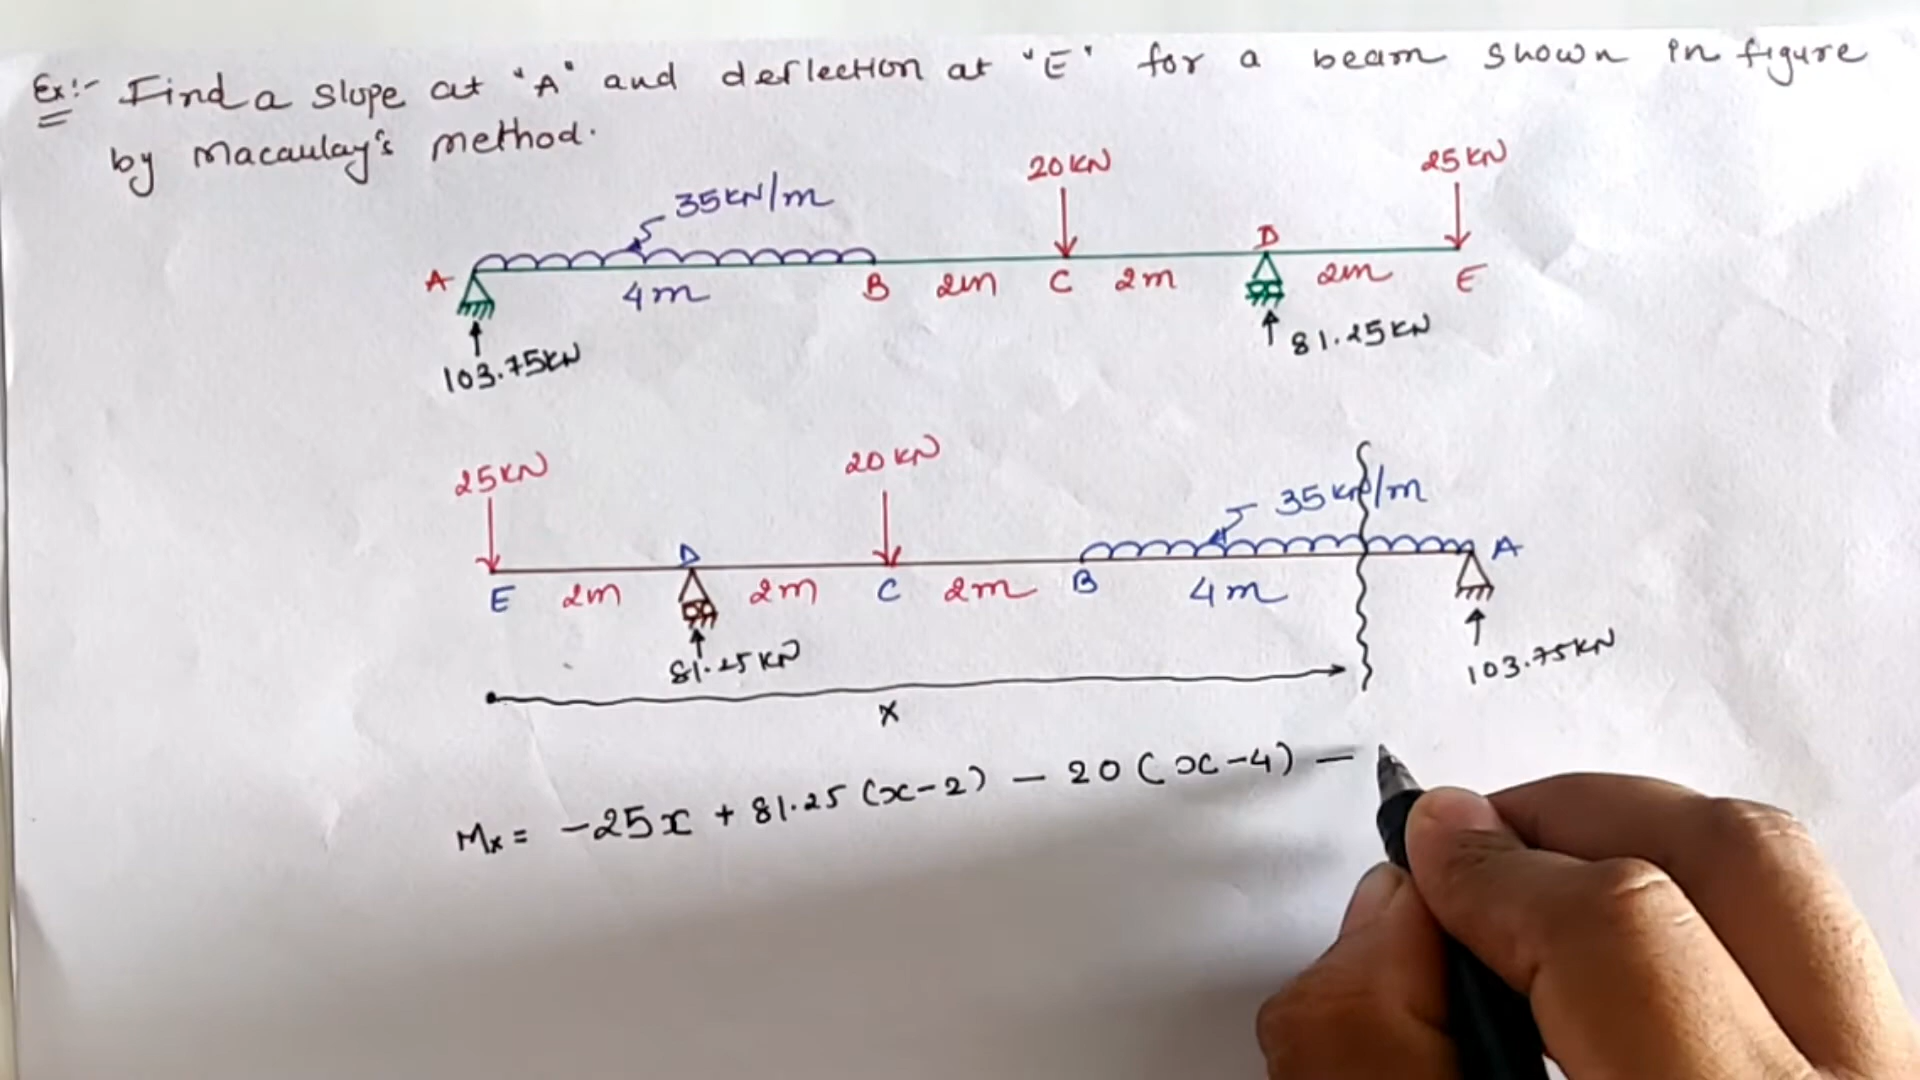 Ex:- Find a slope at "A" and deflection at "E" for a beam shown in figure
by Macaulay's method.
20KN
25KN
35KN/m
A
4m
B
2m
C
2m
D
2m
E
103.75KN
81.25KN
25KN
20KN
35KN/m
E
2m
D
2m
C
2m
B
4m
A
81.25KN
103.75KN
x
Mx = -25x + 81.25 (x-2) - 20 (x-4) -